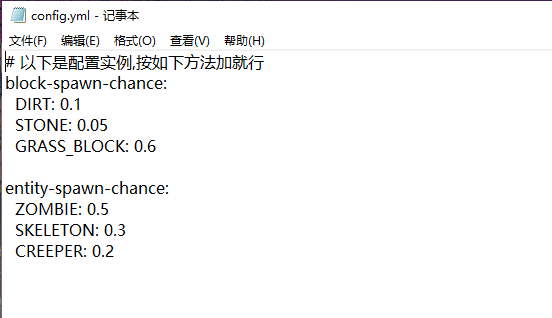 config.yml - 记事本
文件(F) 编辑(E) 格式(O) 查看(V) 帮助(H)
# 以下是配置实例,按如下方法加就行
block-spawn-chance:
  DIRT: 0.1
  STONE: 0.05
  GRASS_BLOCK: 0.6

entity-spawn-chance:
  ZOMBIE: 0.5
  SKELETON: 0.3
  CREEPER: 0.2